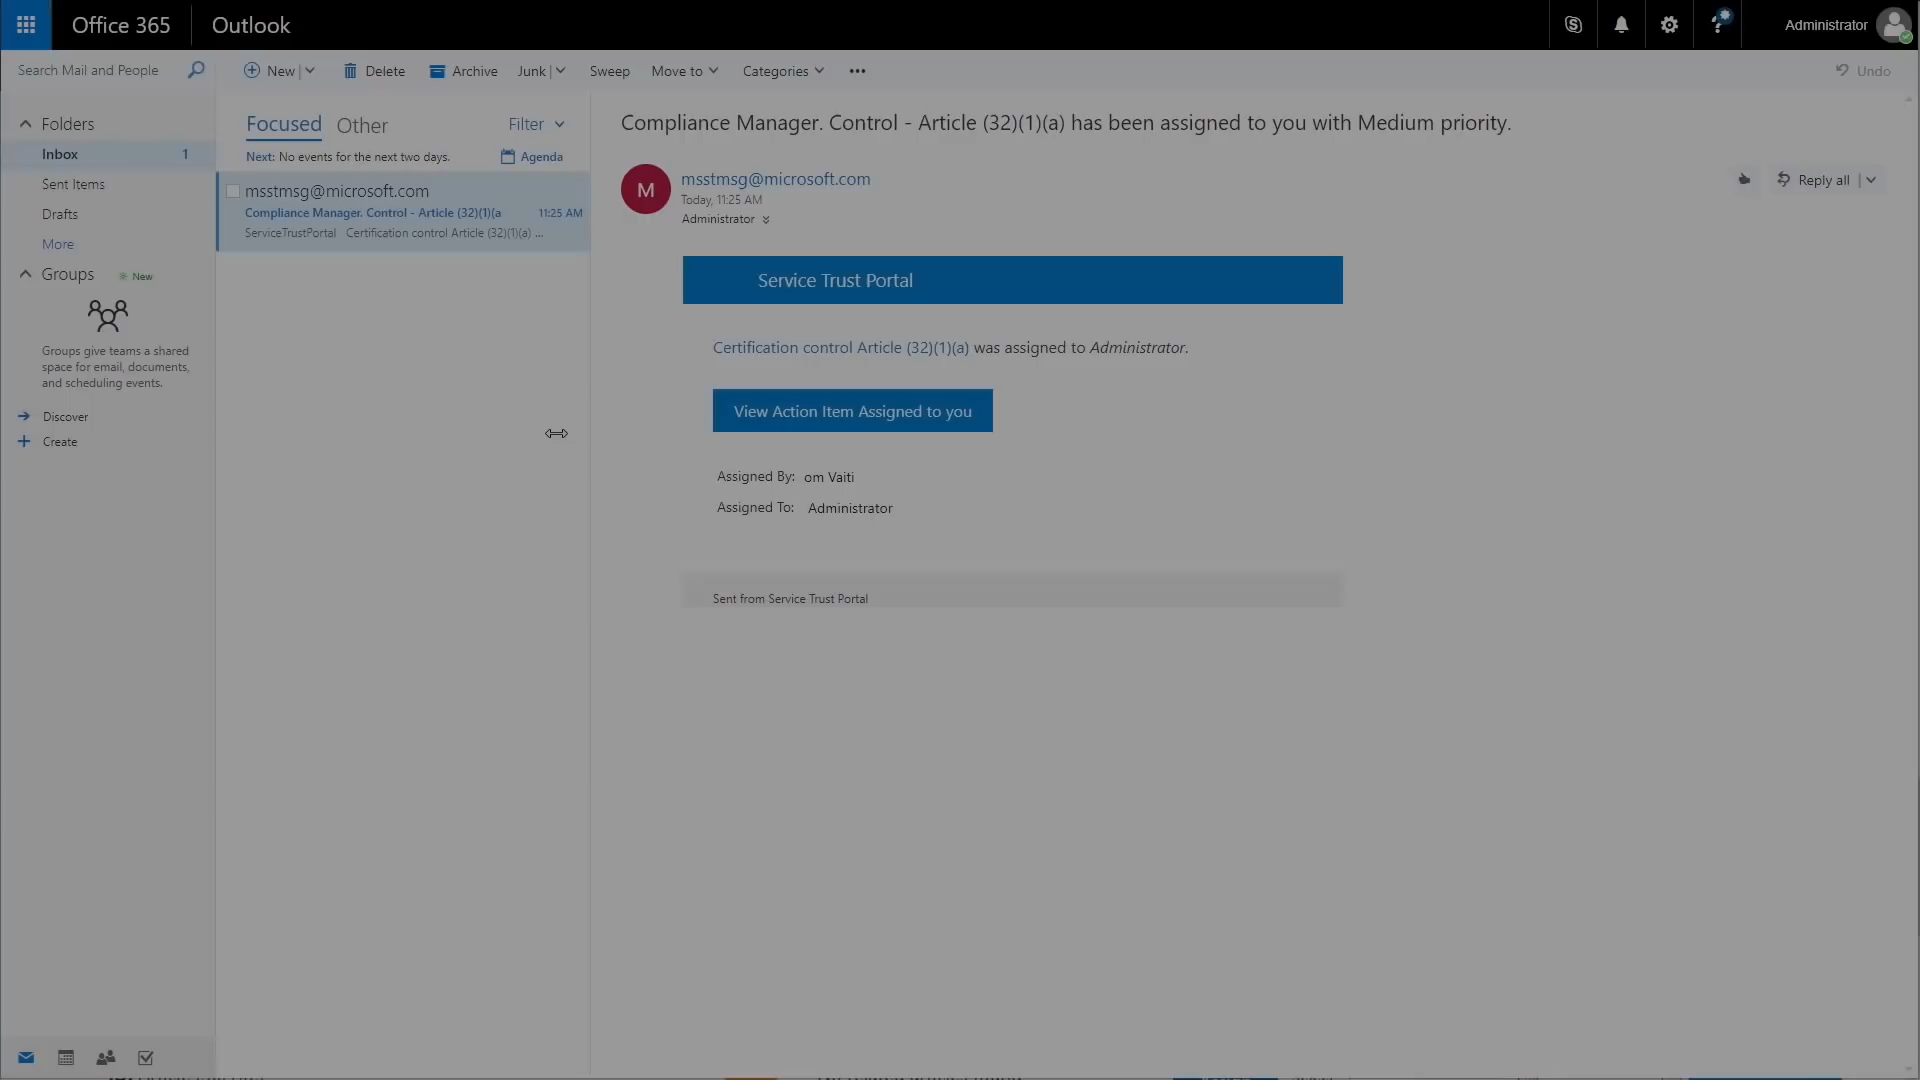 Office 365
Outlook
Administrator
Search Mail and People
New
Delete
Archive
Junk
Sweep
Move to
Categories
Undo
Folders
Inbox 1
Sent Items
Drafts
More
Groups
New
Groups give teams a shared
space for email, documents,
and scheduling events.
Discover
Create
Focused Other
Filter
Next: No events for the next two days.
Agenda
msstmsg@microsoft.com
Compliance Manager. Control - Article (32)(1)(a
11:25 AM
ServiceTrustPortal Certification control Article (32)(1)(a) ...
Compliance Manager. Control - Article (32)(1)(a) has been assigned to you with Medium priority.
M
msstmsg@microsoft.com
Today, 11:25 AM
Administrator
Reply all
Service Trust Portal
Certification control Article (32)(1)(a) was assigned to Administrator.
View Action Item Assigned to you
Assigned By: om Vaiti
Assigned To: Administrator
Sent from Service Trust Portal